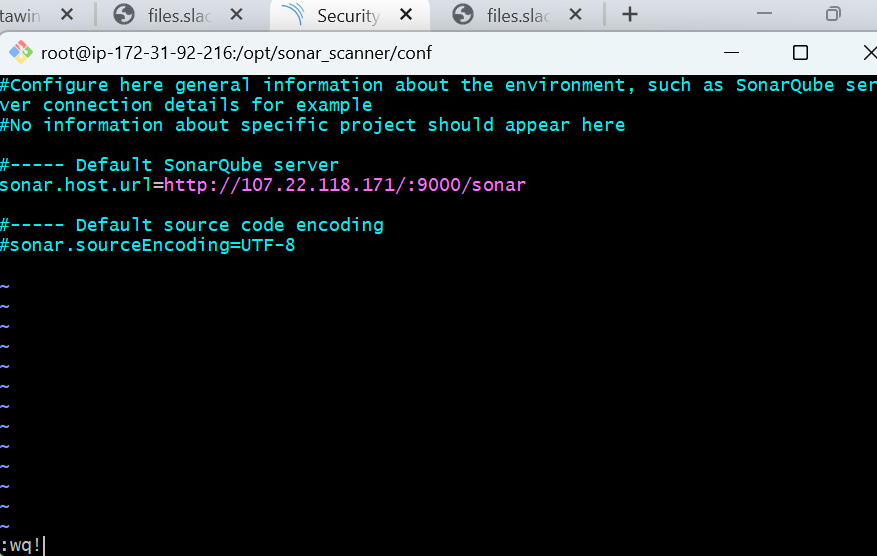 tawin
files.slac
Security
files.slac
root@ip-172-31-92-216:/opt/sonar_scanner/conf
#Configure here general information about the environment, such as SonarQube ser
ver connection details for example
#No information about specific project should appear here
#----- Default SonarQube server
sonar.host.url=http://107.22.118.171/:9000/sonar
#----- Default source code encoding
#sonar.sourceEncoding=UTF-8
~
~
~
~
~
~
~
~
~
~
~
~
~
:wq!